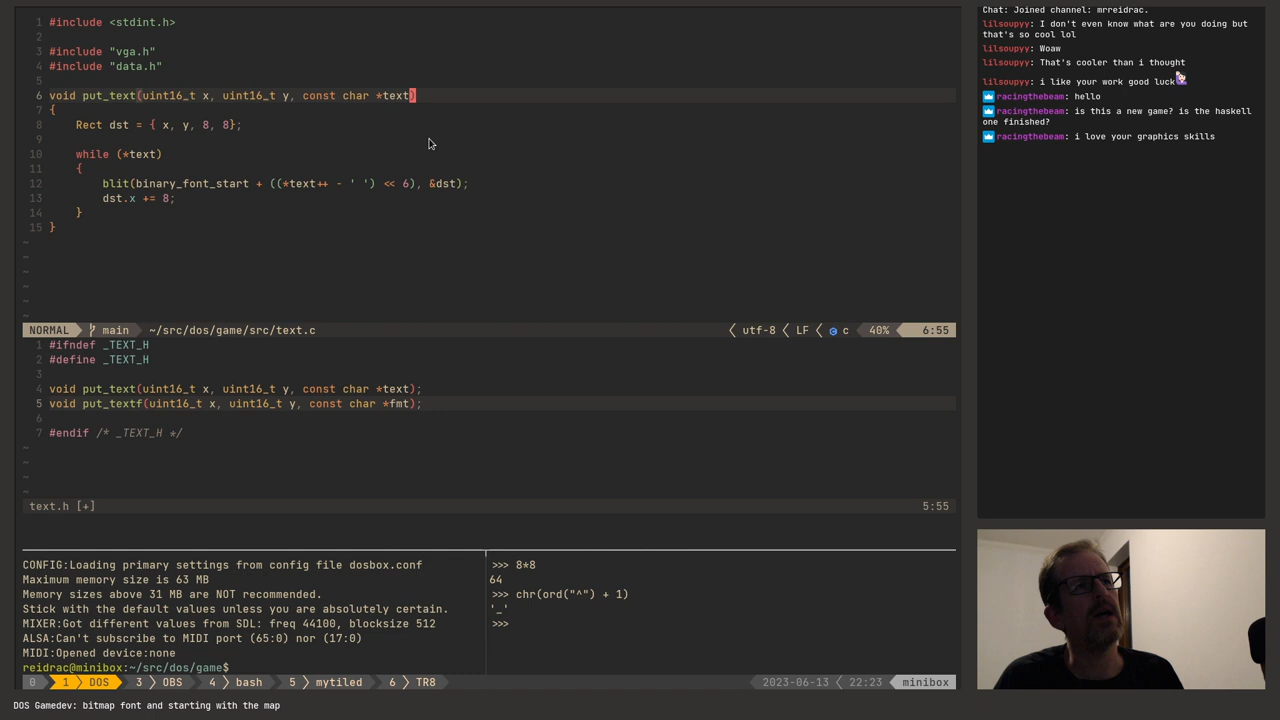 1 #include <stdint.h>
2
3 #include "vga.h"
4 #include "data.h"
5
6 void put_text(uint16_t x, uint16_t y, const char *text)
7 {
8 Rect dst = { x, y, 8, 8};
9
10 while (*text)
11 {
12 blit(binary_font_start + ((*text++ - ' ') << 6), &dst);
13 dst.x += 8;
14 }
15 }
~
~
~
~
~
~
NORMAL main ~/src/dos/game/src/text.c utf-8 LF c 40% 6:55
1 #ifndef _TEXT_H
2 #define _TEXT_H
3
4 void put_text(uint16_t x, uint16_t y, const char *text);
5 void put_textf(uint16_t x, uint16_t y, const char *fmt);
6
7 #endif /* _TEXT_H */
~
~
~
~
text.h [+] 5:55
CONFIG:Loading primary settings from config file dosbox.conf
Maximum memory size is 63 MB
Memory sizes above 31 MB are NOT recommended.
Stick with the default values unless you are absolutely certain.
MIXER:Got different values from SDL: freq 44100, blocksize 512
ALSA:Can't subscribe to MIDI port (65:0) nor (17:0)
MIDI:Opened device:none
reidrac@minibox:~/src/dos/game$
>>> 8*8
64
>>> chr(ord("^") + 1)
'_'
>>>
0 1 DOS 3 OBS 4 bash 5 mytiled 6 TR8 2023-06-13 22:23 minibox
DOS Gamedev: bitmap font and starting with the map
Chat: Joined channel: mrreidrac.
lilsoupyy: I don't even know what are you doing but
that's so cool lol
lilsoupyy: Woaw
lilsoupyy: That's cooler than i thought
lilsoupyy: i like your work good luck
racingthebeam: hello
racingthebeam: is this a new game? is the haskell
one finished?
racingthebeam: i love your graphics skills